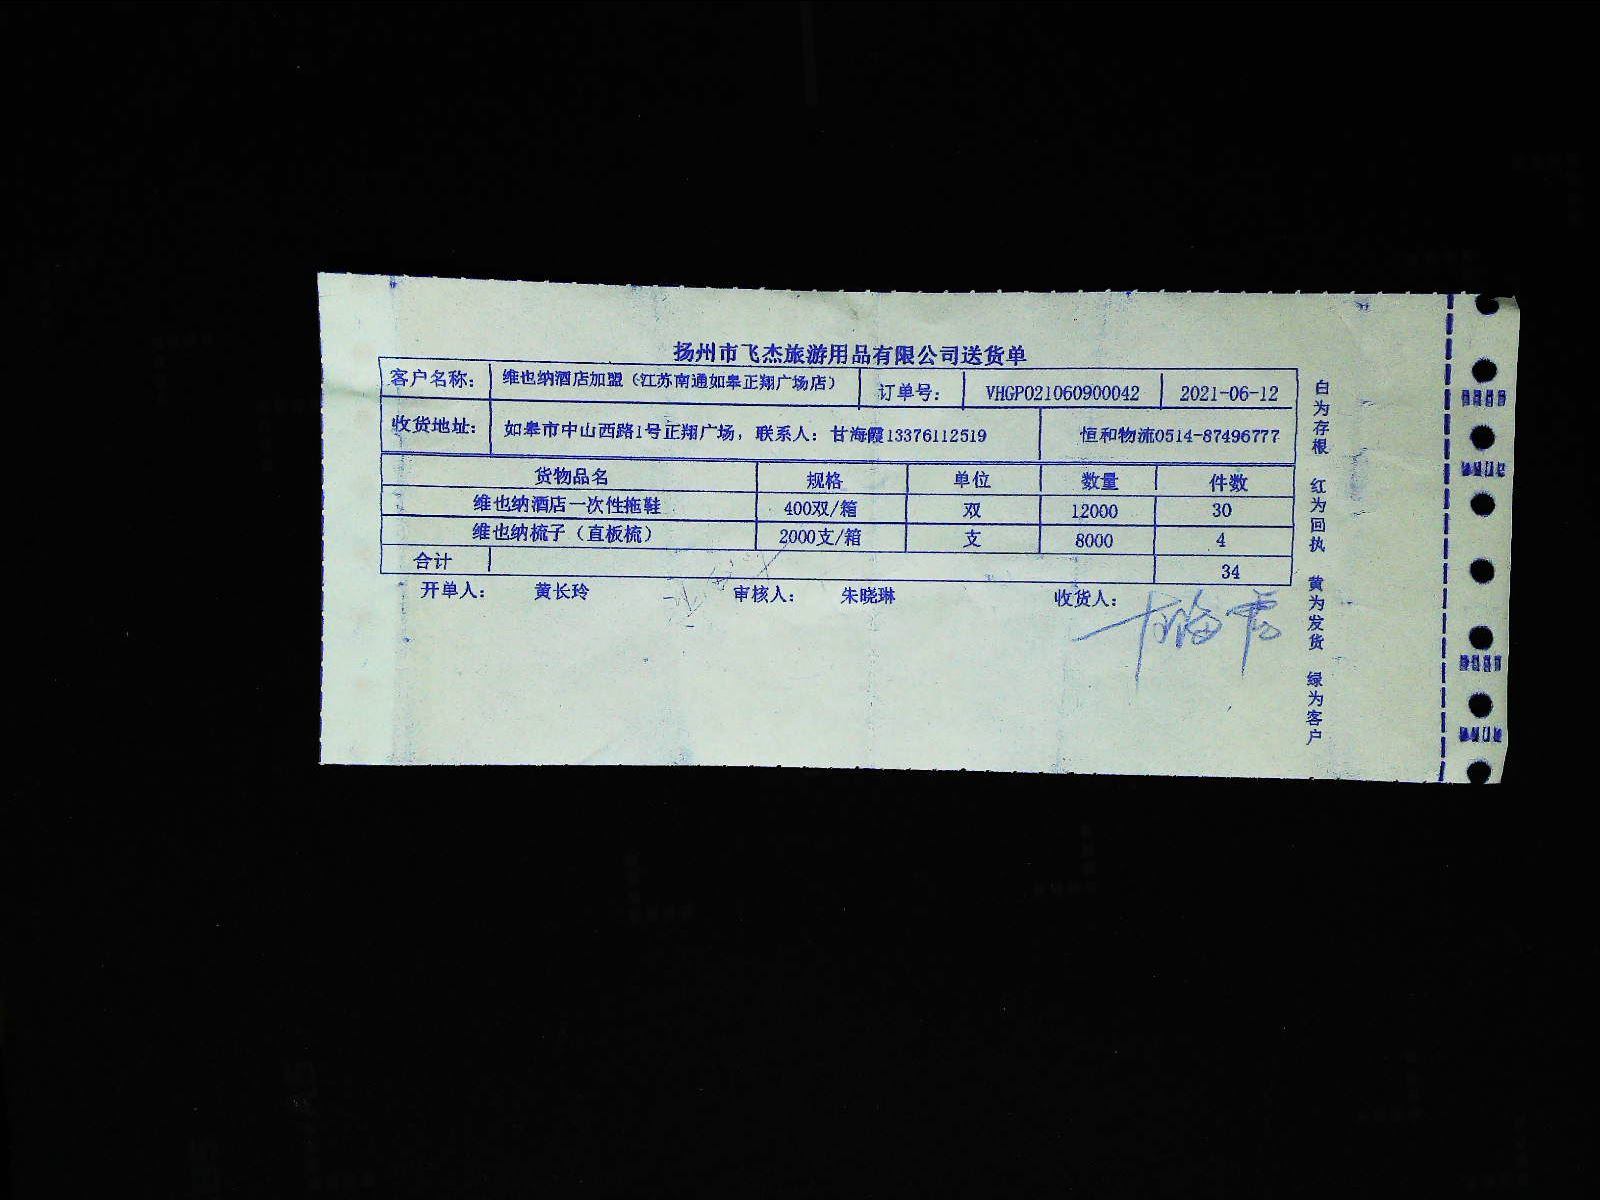 扬州市飞杰旅游用品有限公司送货单
客户名称： 维也纳酒店加盟（江苏南通如皋正翔广场店） 订单号： VHGPO21060900042 2021-06-12
收货地址： 如皋市中山西路1号正翔广场，联系人：甘海霞13376112519 恒和物流0514-87496777
货物品名 规格 单位 数量 件数
维也纳酒店一次性拖鞋 400双/箱 双 12000 30
维也纳梳子（直板梳） 2000支/箱 支 8000 4
合计 34
开单人： 黄长玲 审核人： 朱晓琳 收货人：
白为存根 红为回执 黄为发货 绿为客户